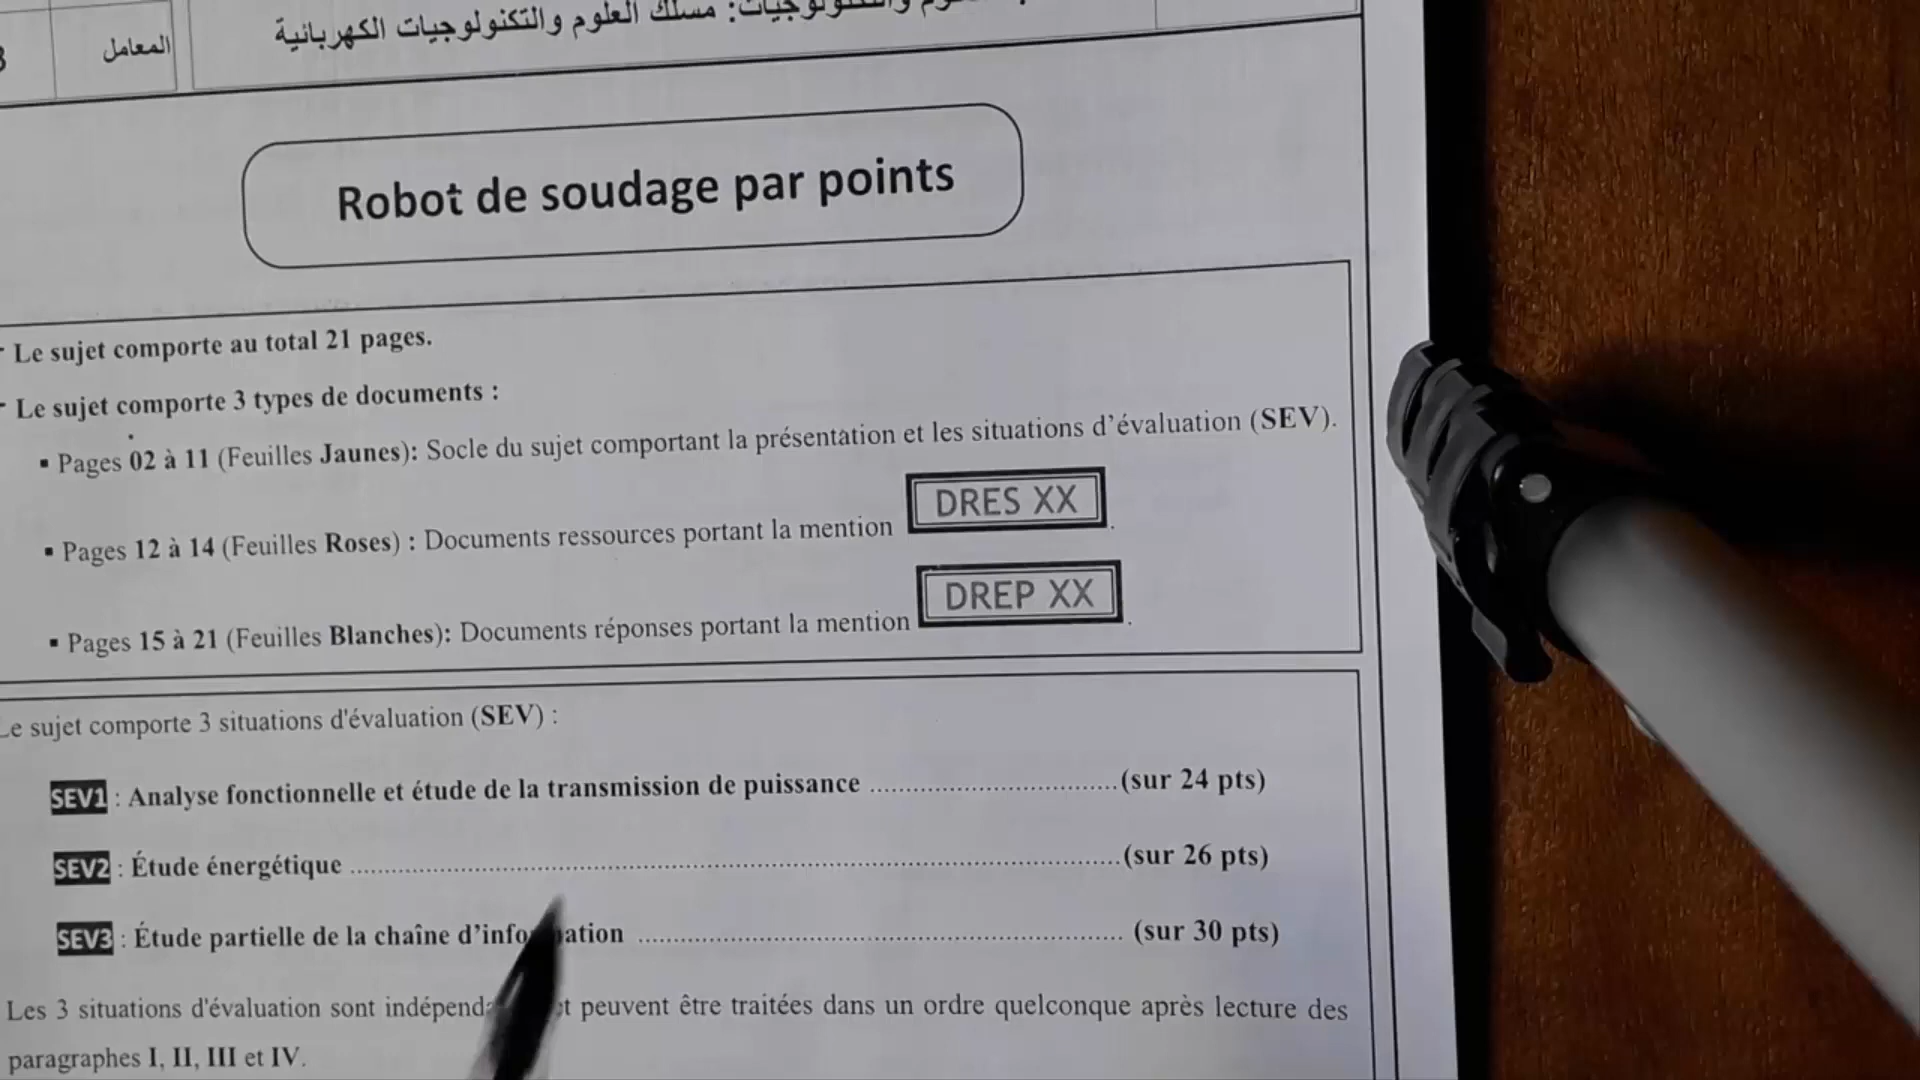 العلوم والتكنولوجيات: مسلك العلوم والتكنولوجيات الكهربائية
المعامل
Robot de soudage par points
Le sujet comporte au total 21 pages.
Le sujet comporte 3 types de documents :
▪ Pages 02 à 11 (Feuilles Jaunes): Socle du sujet comportant la présentation et les situations d'évaluation (SEV).
▪ Pages 12 à 14 (Feuilles Roses) : Documents ressources portant la mention DRES XX.
▪ Pages 15 à 21 (Feuilles Blanches): Documents réponses portant la mention DREP XX.
Le sujet comporte 3 situations d'évaluation (SEV) :
SEV1 : Analyse fonctionnelle et étude de la transmission de puissance ................................(sur 24 pts)
SEV2 : Étude énergétique ................................(sur 26 pts)
SEV3 : Étude partielle de la chaîne d'information ................................ (sur 30 pts)
Les 3 situations d'évaluation sont peuvent être traitées dans un ordre quelconque après lecture des
paragraphes I, II, III et IV.